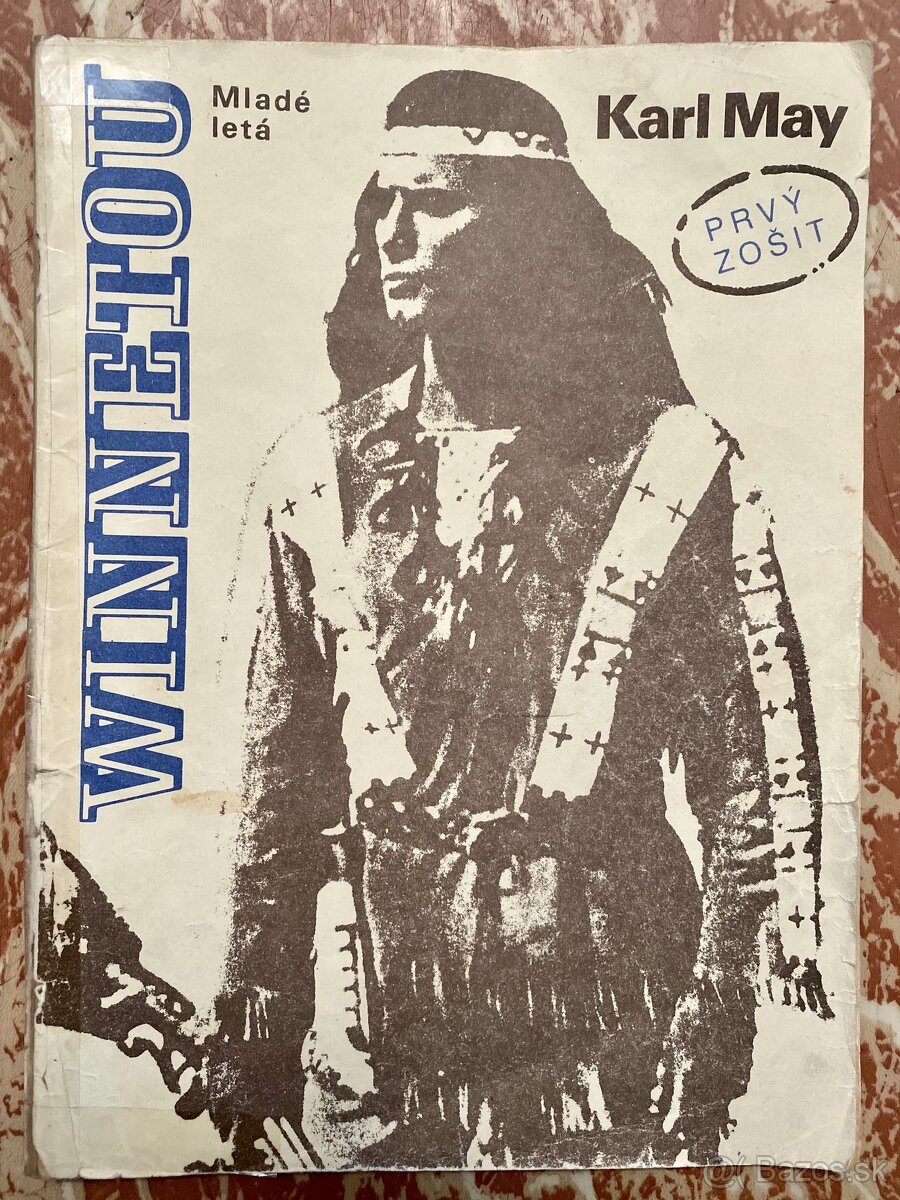 WINNETOU
Mladé
letá
Karl May
PRVÝ
ZOŠIT
Bazos.sk